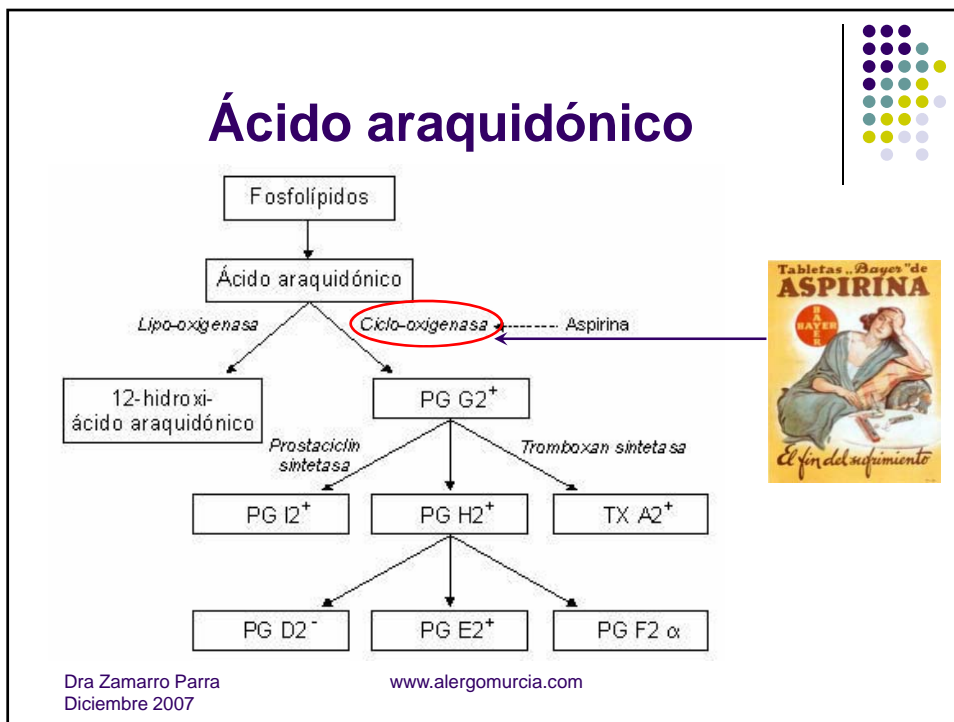 Ácido araquidónico
Fosfolípidos
Ácido araquidónico
Lipo-oxigenasa
Ciclo-oxigenasa
Aspirina
12-hidroxi-
ácido araquidónico
PG G2+
Prostaciclín
sintetasa
Tromboxan sintetasa
PG I2+
PG H2+
TX A2+
PG D2-
PG E2+
PG F2 α
Tabletas „Bayer" de
ASPIRINA
BAYER
BAYER
El fin del sufrimiento
Dra Zamarro Parra
Diciembre 2007
www.alergomurcia.com